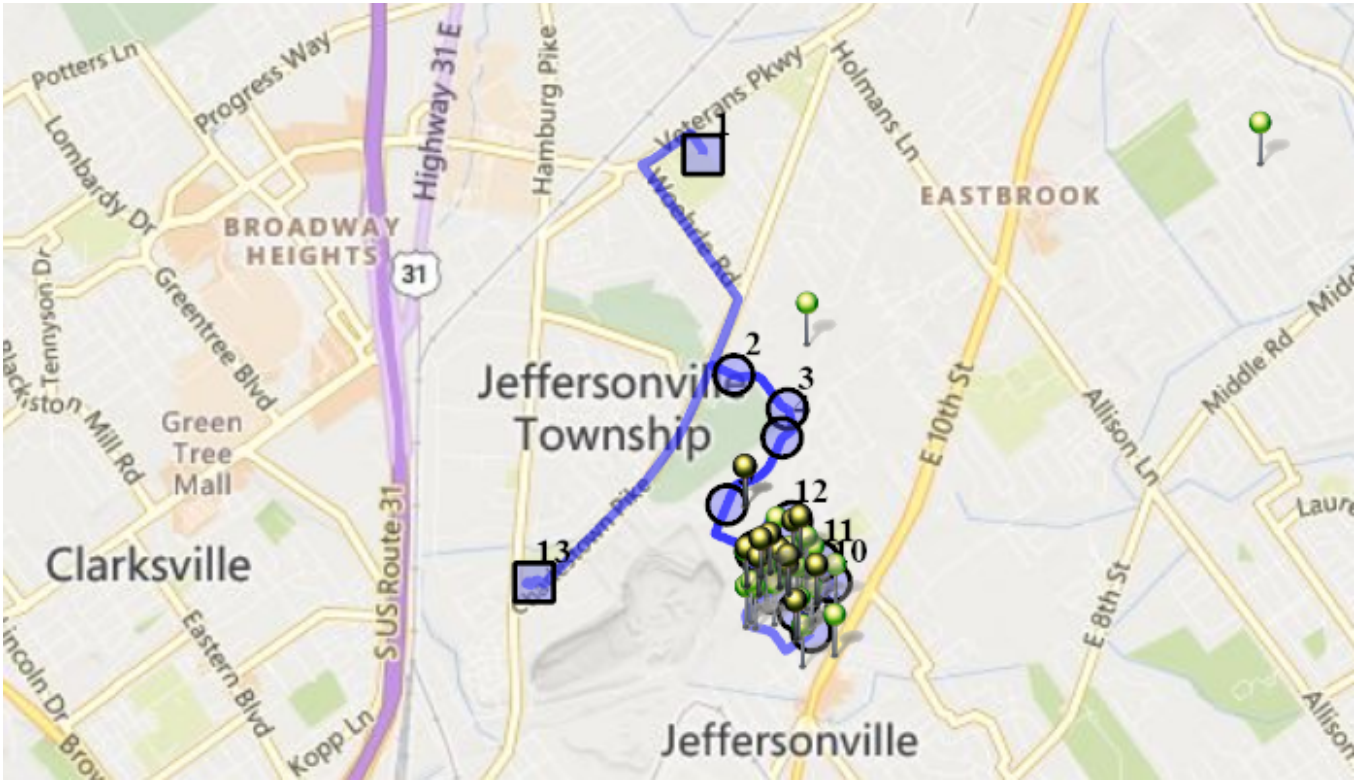 Potters Ln
Progress Way
Highway 31 E
Hamburg Pike
Veterans Pkwy
1
Holmans Ln
Lombardy Dr
BROADWAY
HEIGHTS
31
Woehrle Rd
EASTBROOK
Tennyson Dr
Greentree Blvd
2
3
Jeffersonville
Township
Middle Rd
E 10th St
Allison Ln
Mill Rd
Green
Tree
Mall
S US Route 31
Pike
12
11
10
13
Clarksville
Eastern Blvd
E 8th St
Lincoln Dr
Kopp Ln
Jeffersonville
Allison